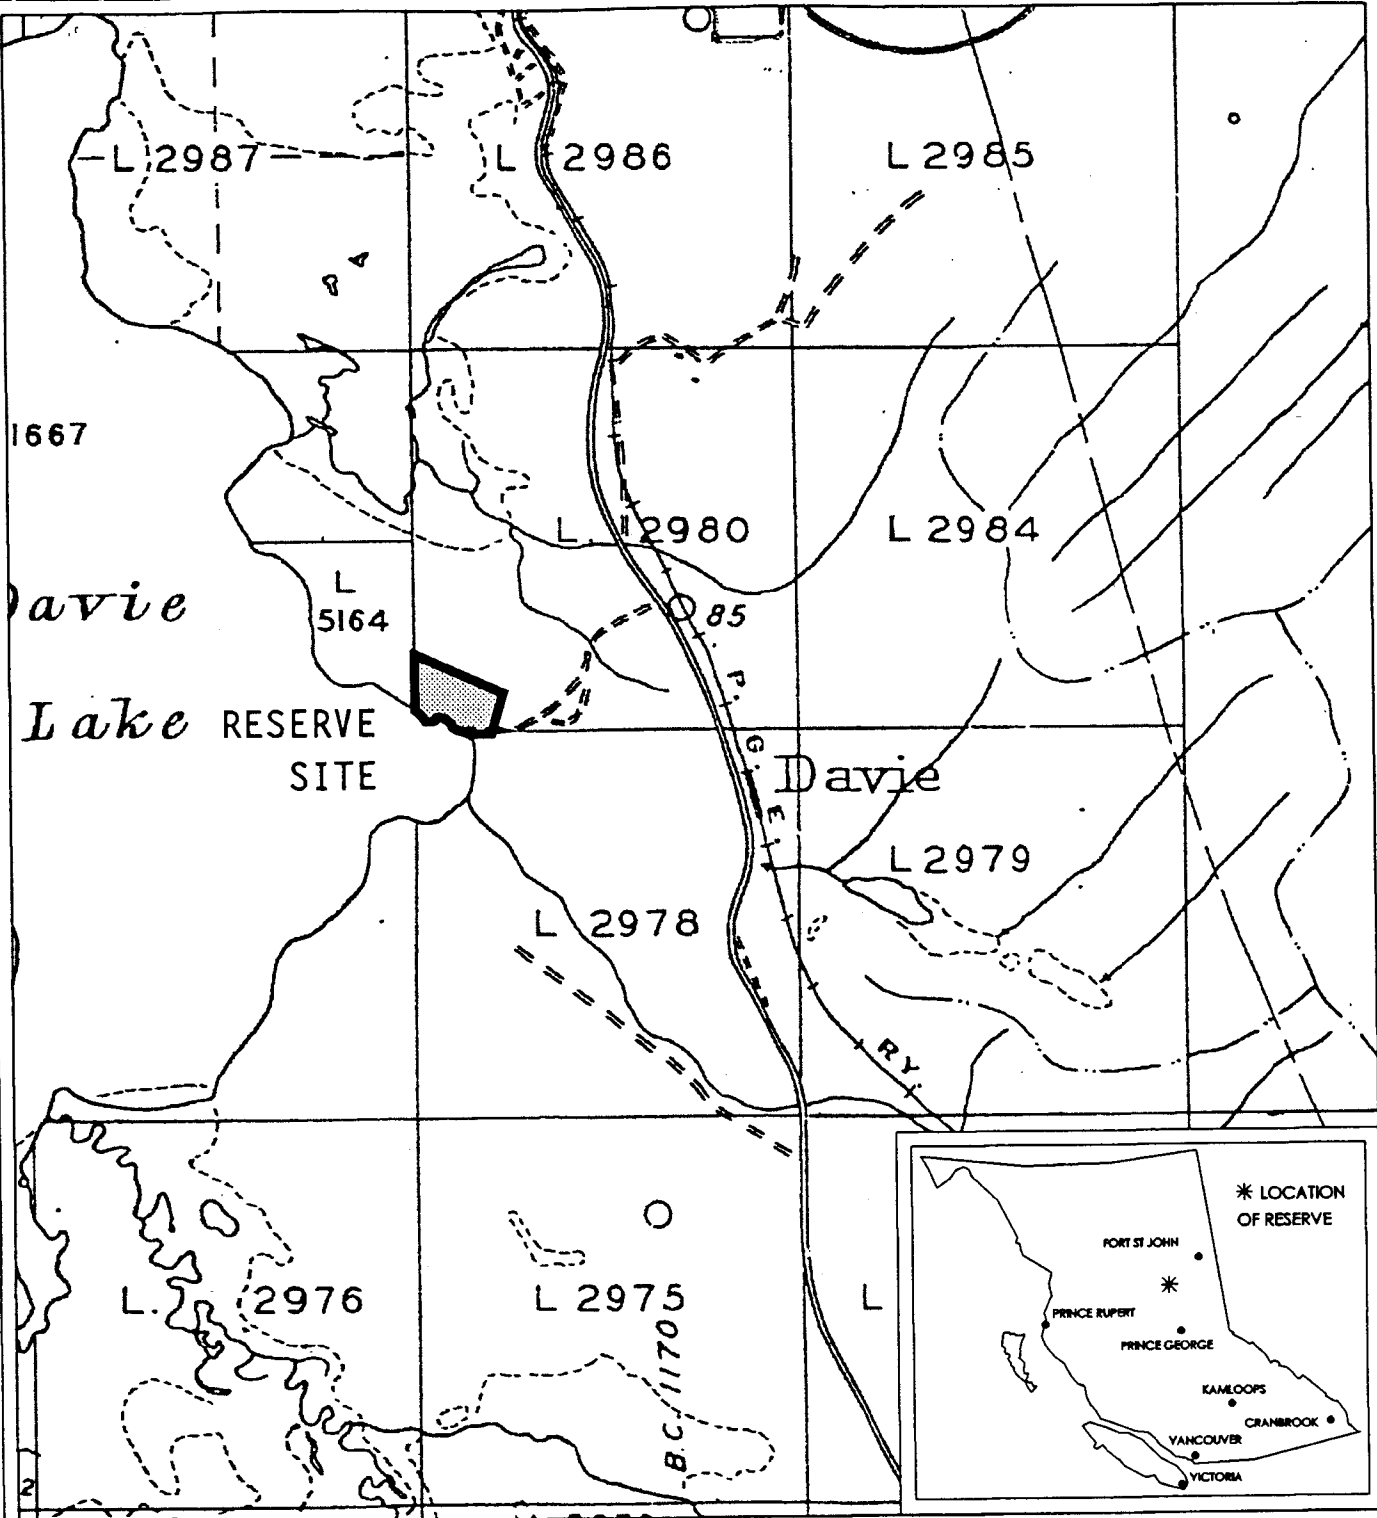 L 2987
L 2986
L 2985
1667
L. 2980
L 2984
L
5164
85
Davie
Lake
RESERVE
SITE
P. G. E. RY.
Davie
L 2979
L 2978
L. 2976
L 2975
L
B.C. 1170
2
✳ LOCATION
OF RESERVE
FORT ST JOHN
PRINCE RUPERT
PRINCE GEORGE
KAMLOOPS
CRANBROOK
VANCOUVER
VICTORIA